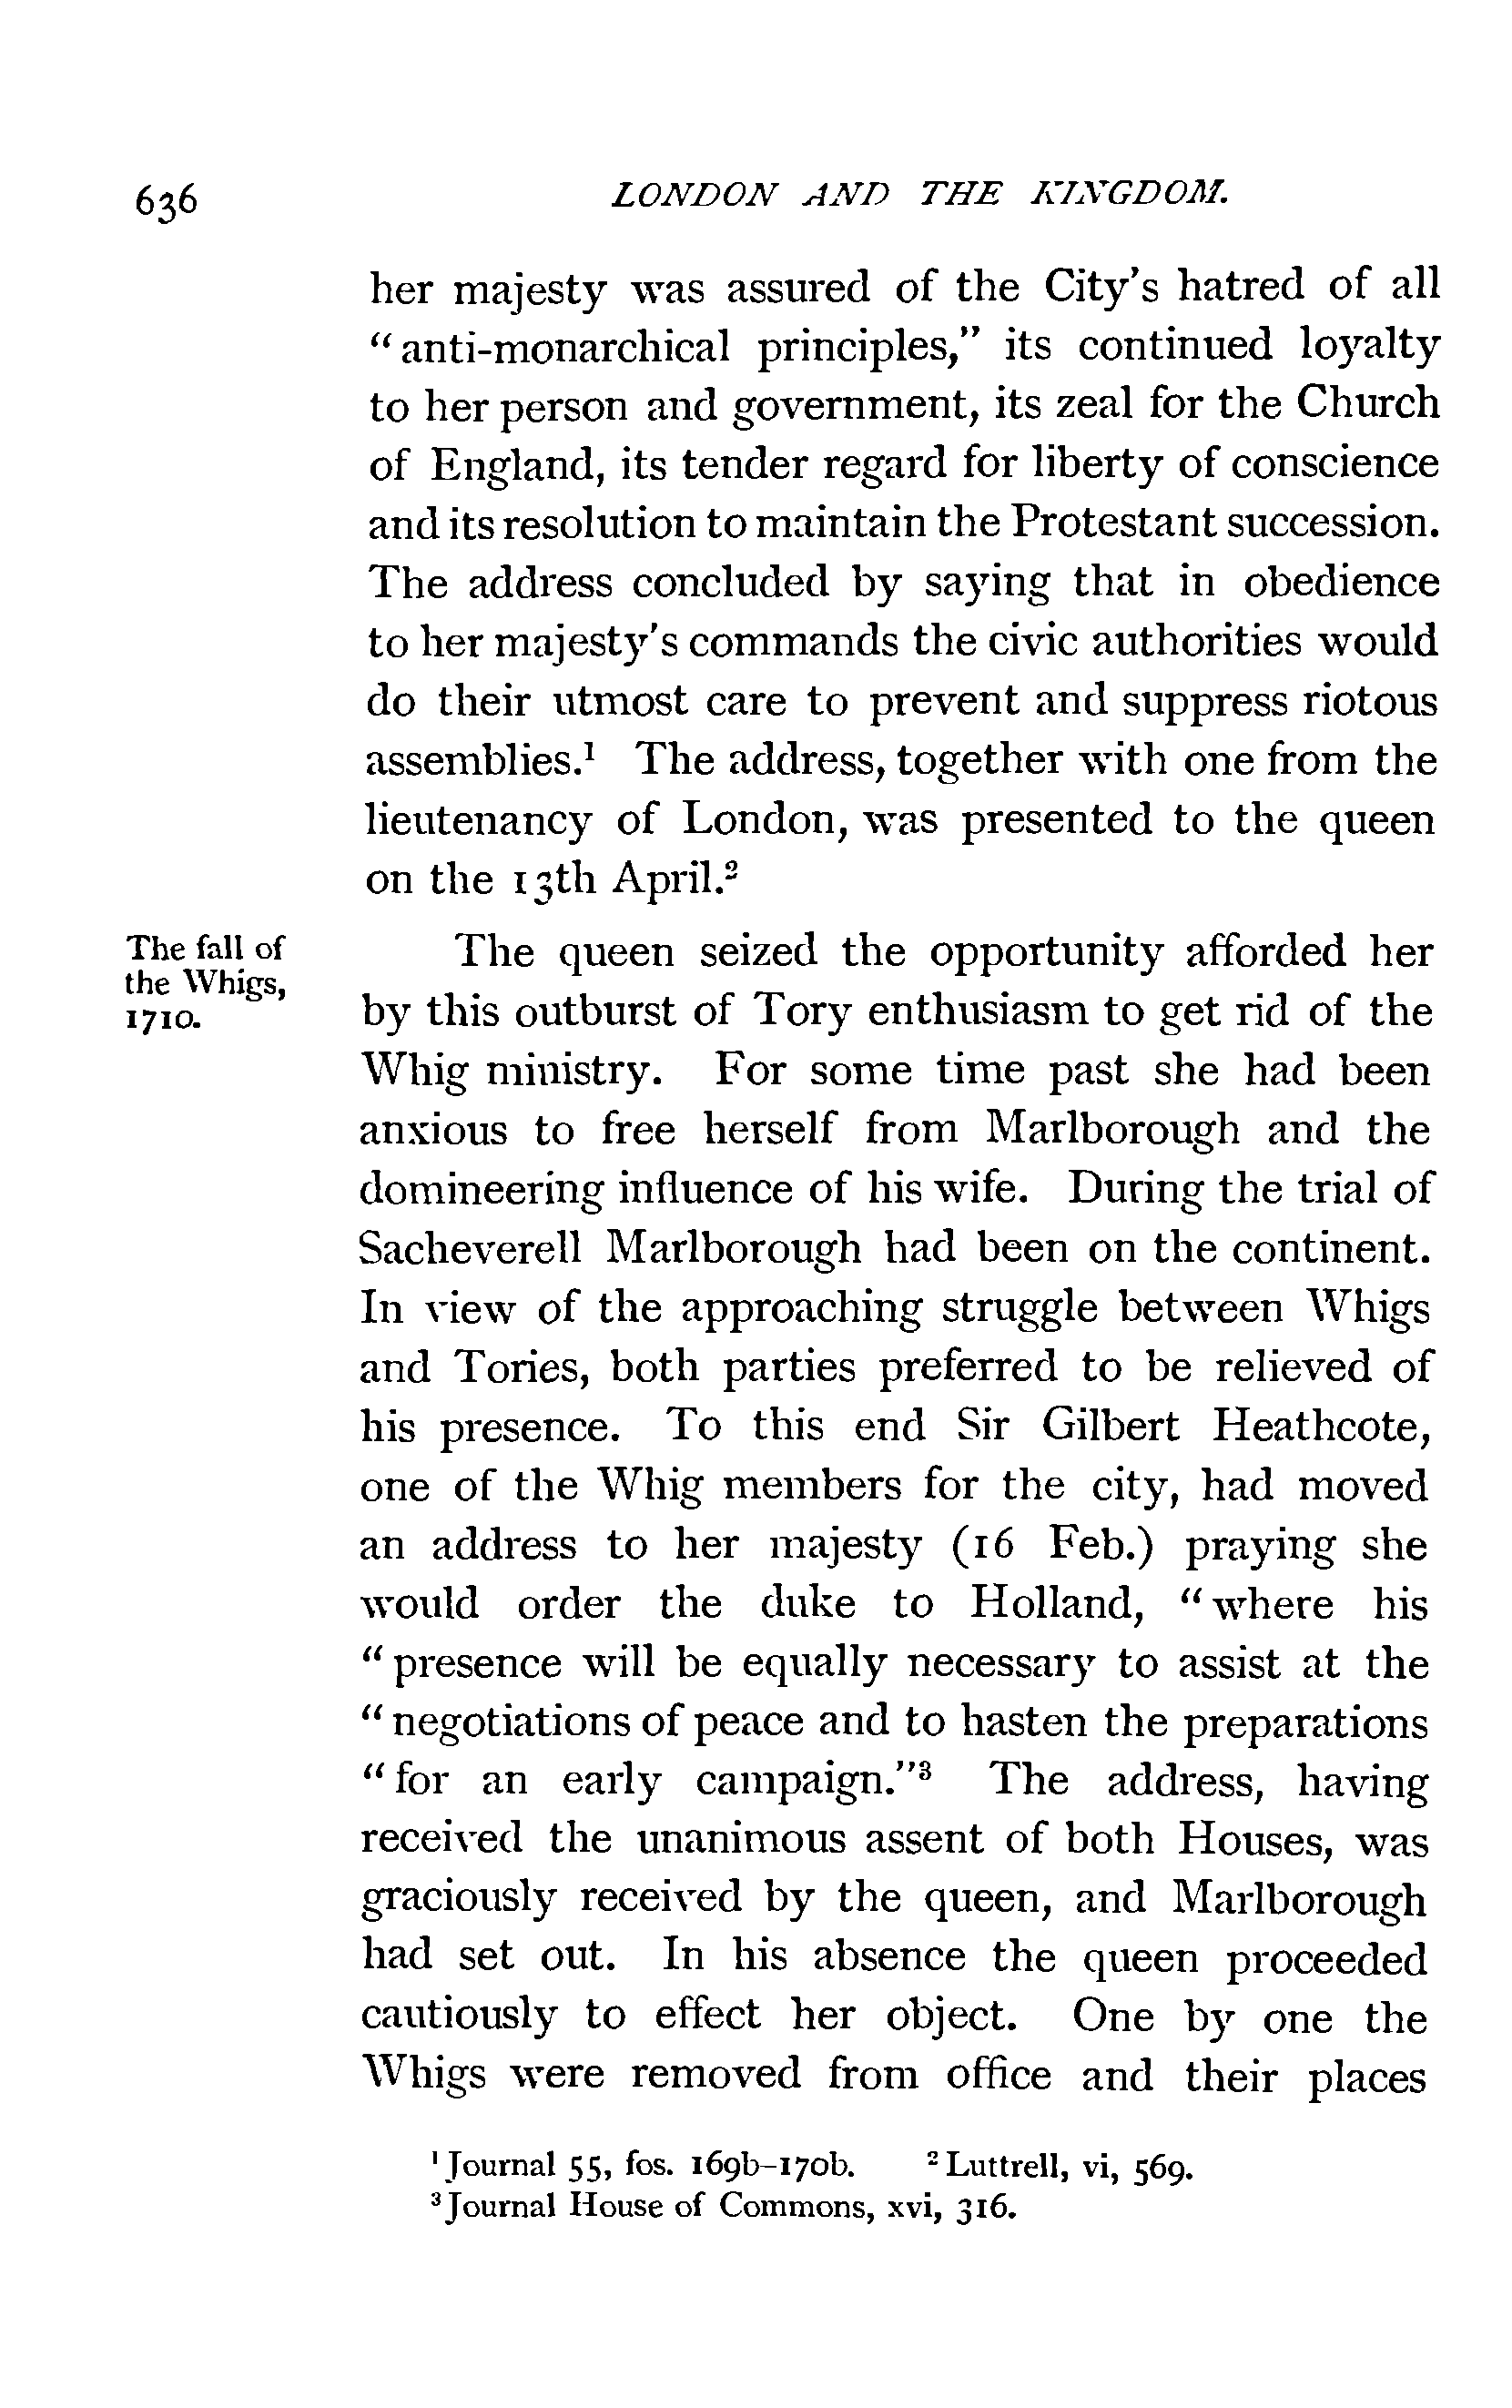 636 LONDON AND THE KINGDOM.
her majesty was assured of the City's hatred of all
"anti-monarchical principles," its continued loyalty
to her person and government, its zeal for the Church
of England, its tender regard for liberty of conscience
and its resolution to maintain the Protestant succession.
The address concluded by saying that in obedience
to her majesty's commands the civic authorities would
do their utmost care to prevent and suppress riotous
assemblies.¹ The address, together with one from the
lieutenancy of London, was presented to the queen
on the 13th April.²
The fall of
the Whigs,
1710.
The queen seized the opportunity afforded her
by this outburst of Tory enthusiasm to get rid of the
Whig ministry. For some time past she had been
anxious to free herself from Marlborough and the
domineering influence of his wife. During the trial of
Sacheverell Marlborough had been on the continent.
In view of the approaching struggle between Whigs
and Tories, both parties preferred to be relieved of
his presence. To this end Sir Gilbert Heathcote,
one of the Whig members for the city, had moved
an address to her majesty (16 Feb.) praying she
would order the duke to Holland, "where his
"presence will be equally necessary to assist at the
"negotiations of peace and to hasten the preparations
"for an early campaign."³ The address, having
received the unanimous assent of both Houses, was
graciously received by the queen, and Marlborough
had set out. In his absence the queen proceeded
cautiously to effect her object. One by one the
Whigs were removed from office and their places
¹ Journal 55, fos. 169b-170b. ² Luttrell, vi, 569.
³ Journal House of Commons, xvi, 316.